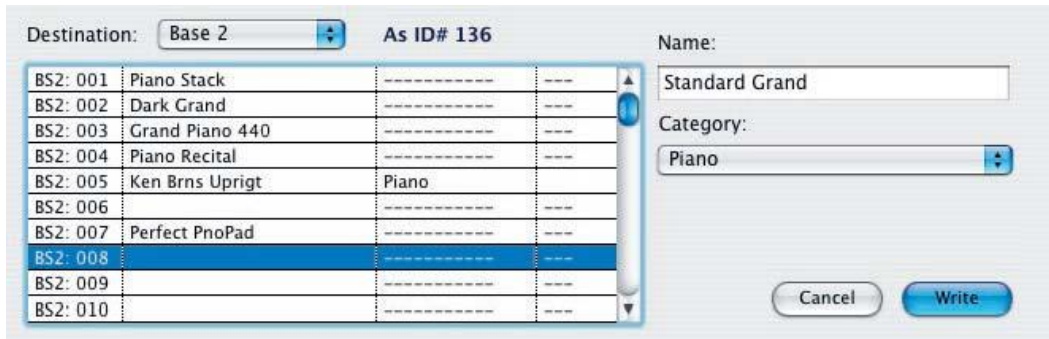 Destination: Base 2 As ID# 136
BS2: 001 Piano Stack ----------- ---
BS2: 002 Dark Grand ----------- ---
BS2: 003 Grand Piano 440 ----------- ---
BS2: 004 Piano Recital ----------- ---
BS2: 005 Ken Brns Uprigt Piano
BS2: 006 ----------- ---
BS2: 007 Perfect PnoPad ----------- ---
BS2: 008 ----------- ---
BS2: 009 ----------- ---
BS2: 010 ----------- ---
Name:
Standard Grand
Category:
Piano
Cancel Write